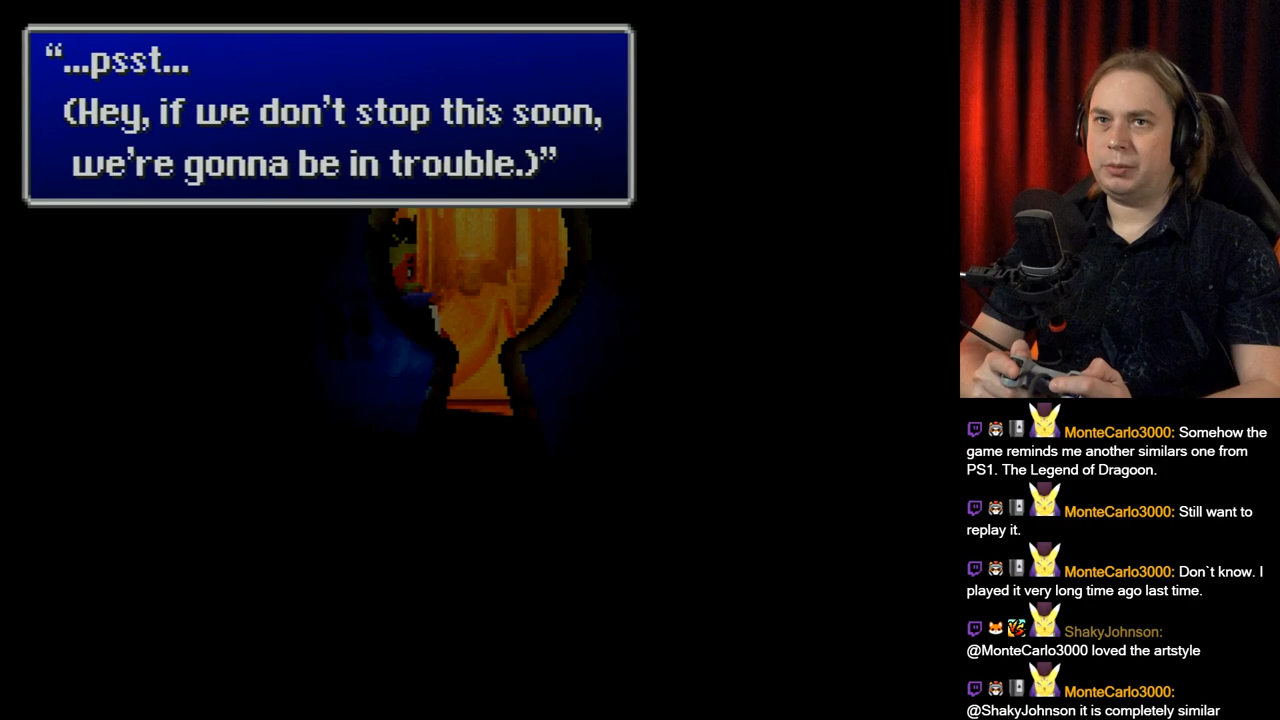 “...psst...
(Hey, if we don't stop this soon,
we're gonna be in trouble.)”
MonteCarlo3000: Somehow the
game reminds me another similars one from
PS1. The Legend of Dragoon.
MonteCarlo3000: Still want to
replay it.
MonteCarlo3000: Don`t know. I
played it very long time ago last time.
ShakyJohnson:
@MonteCarlo3000 loved the artstyle
MonteCarlo3000:
@ShakyJohnson it is completely similar